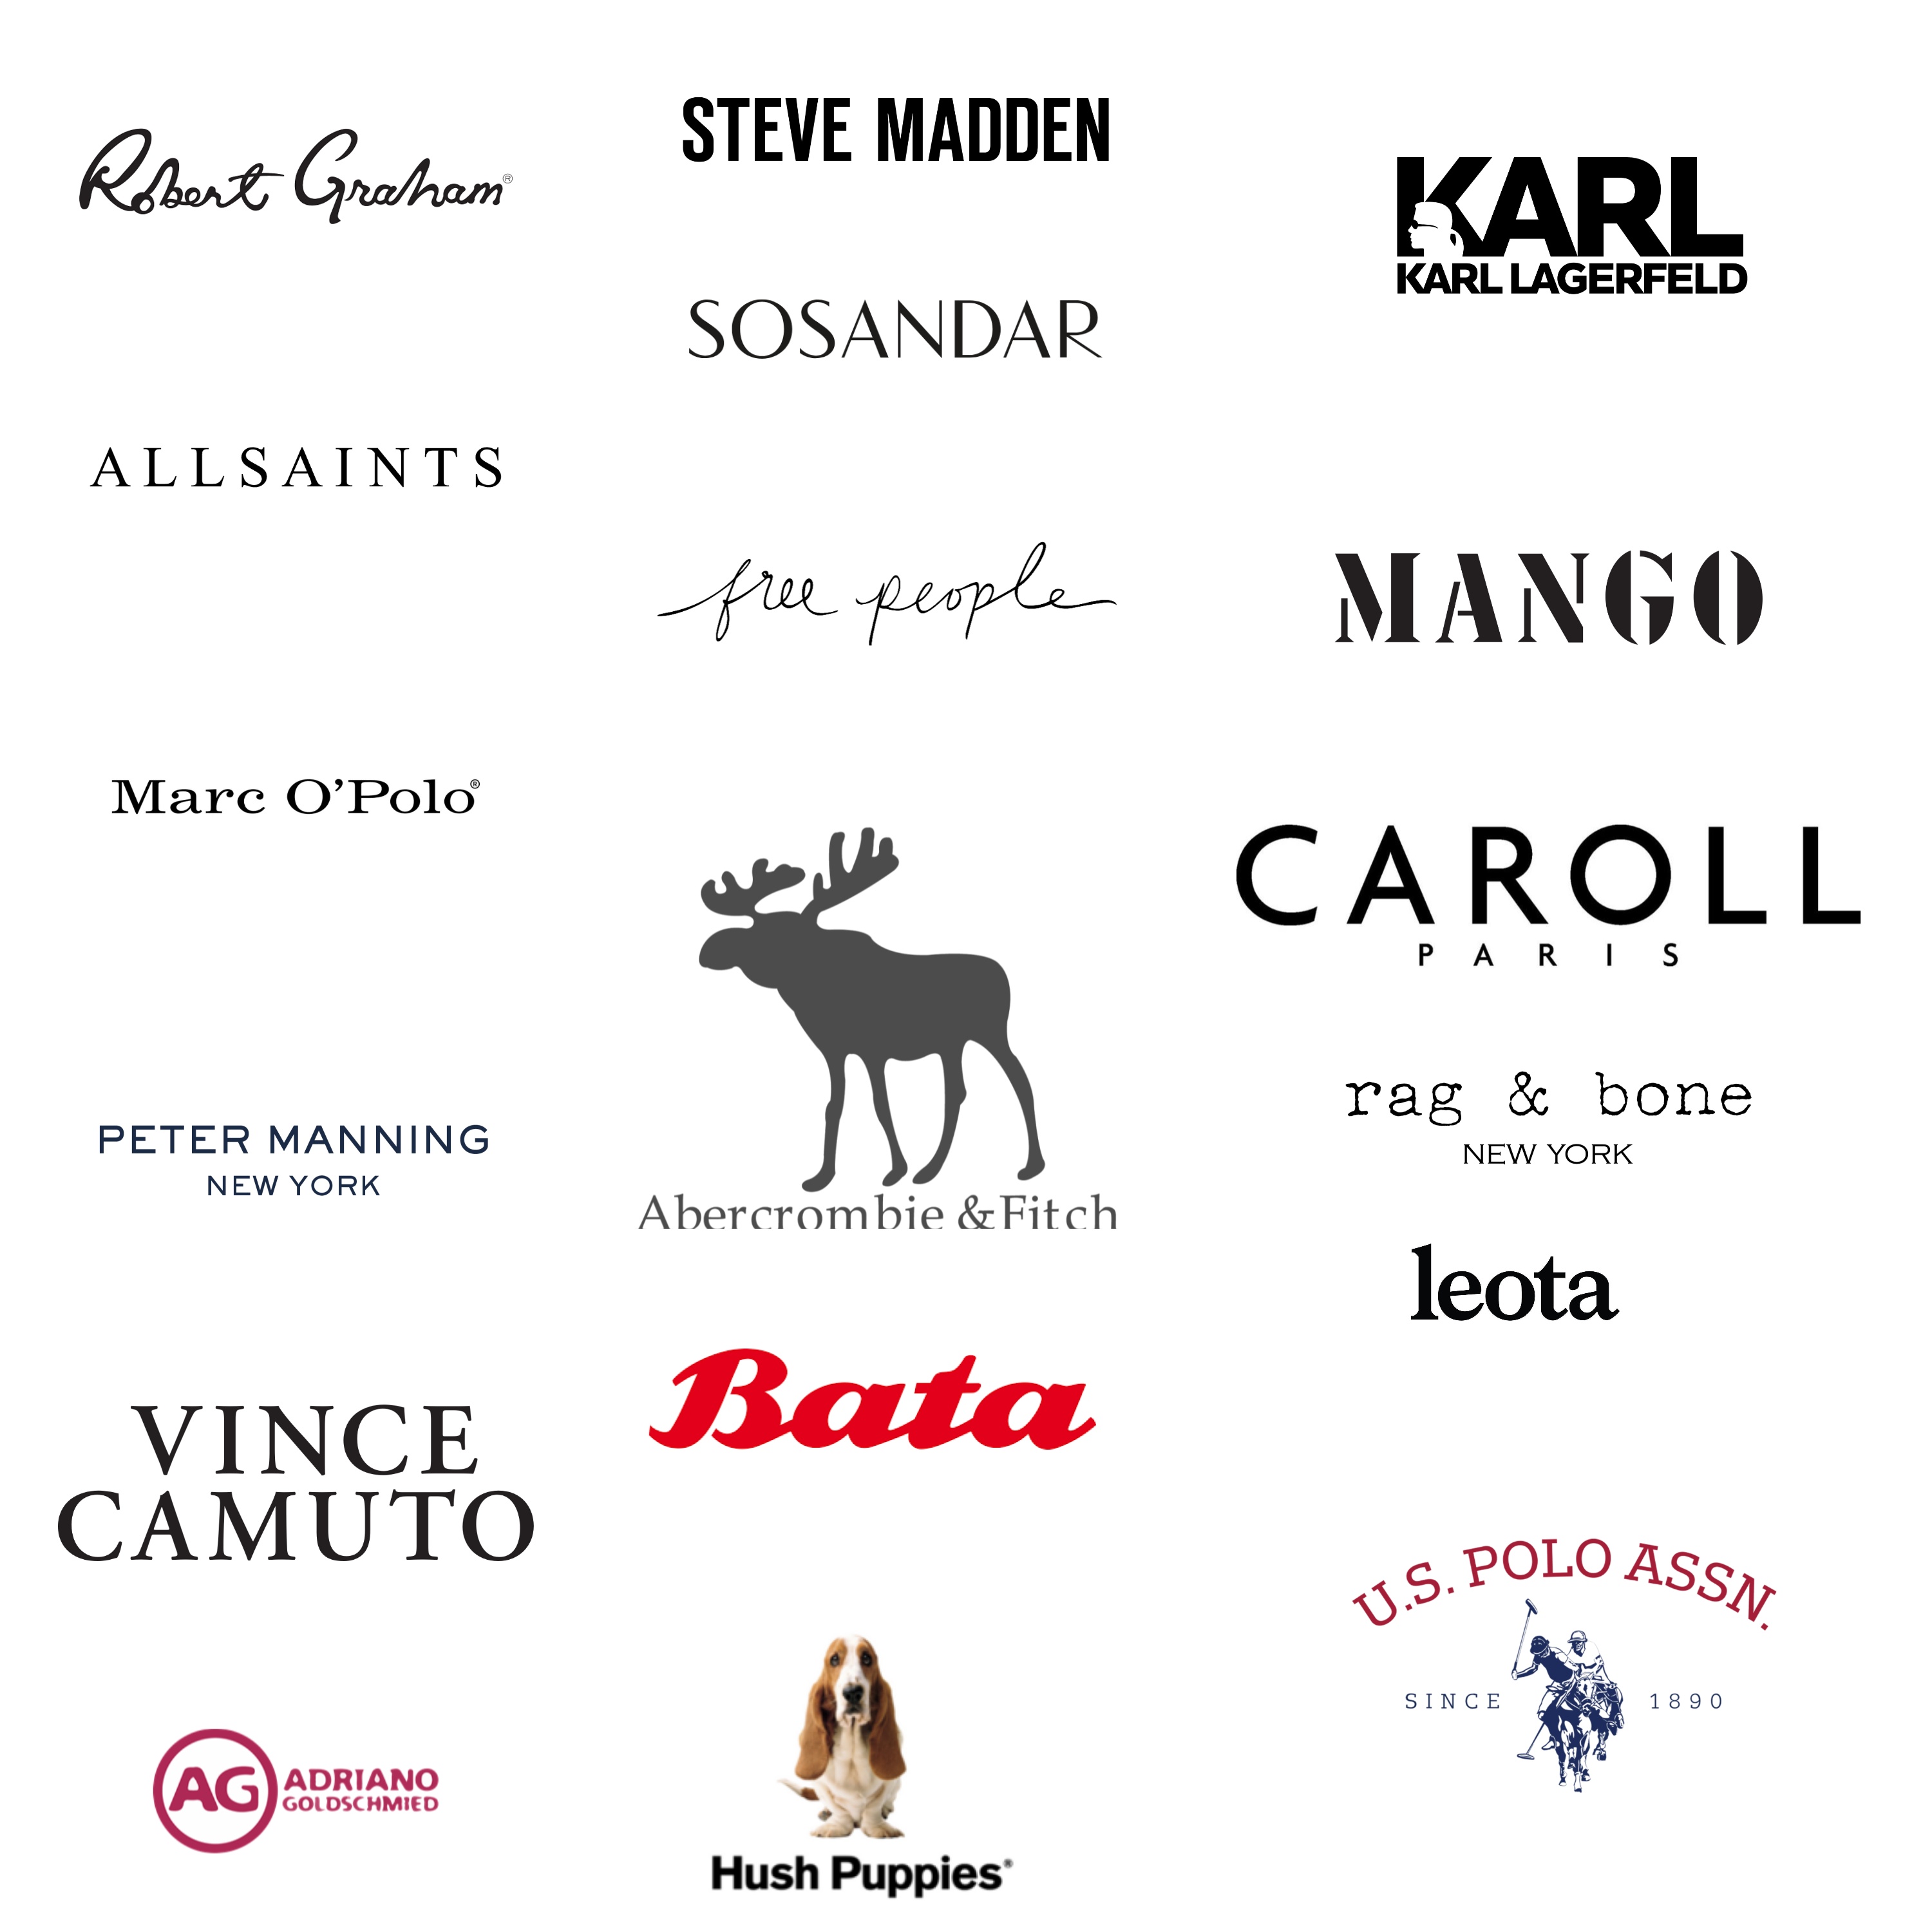 Robert Graham®
ALLSAINTS
Marc O'Polo®
PETER MANNING
NEW YORK
VINCE
CAMUTO
AG ADRIANO
GOLDSCHMIED
STEVE MADDEN
SOSANDAR
free people
Abercrombie & Fitch
Bata
Hush Puppies®
KARL
KARL LAGERFELD
MANGO
CAROLL
PARIS
rag & bone
NEW YORK
leota
U.S. POLO ASSN.
SINCE 1890